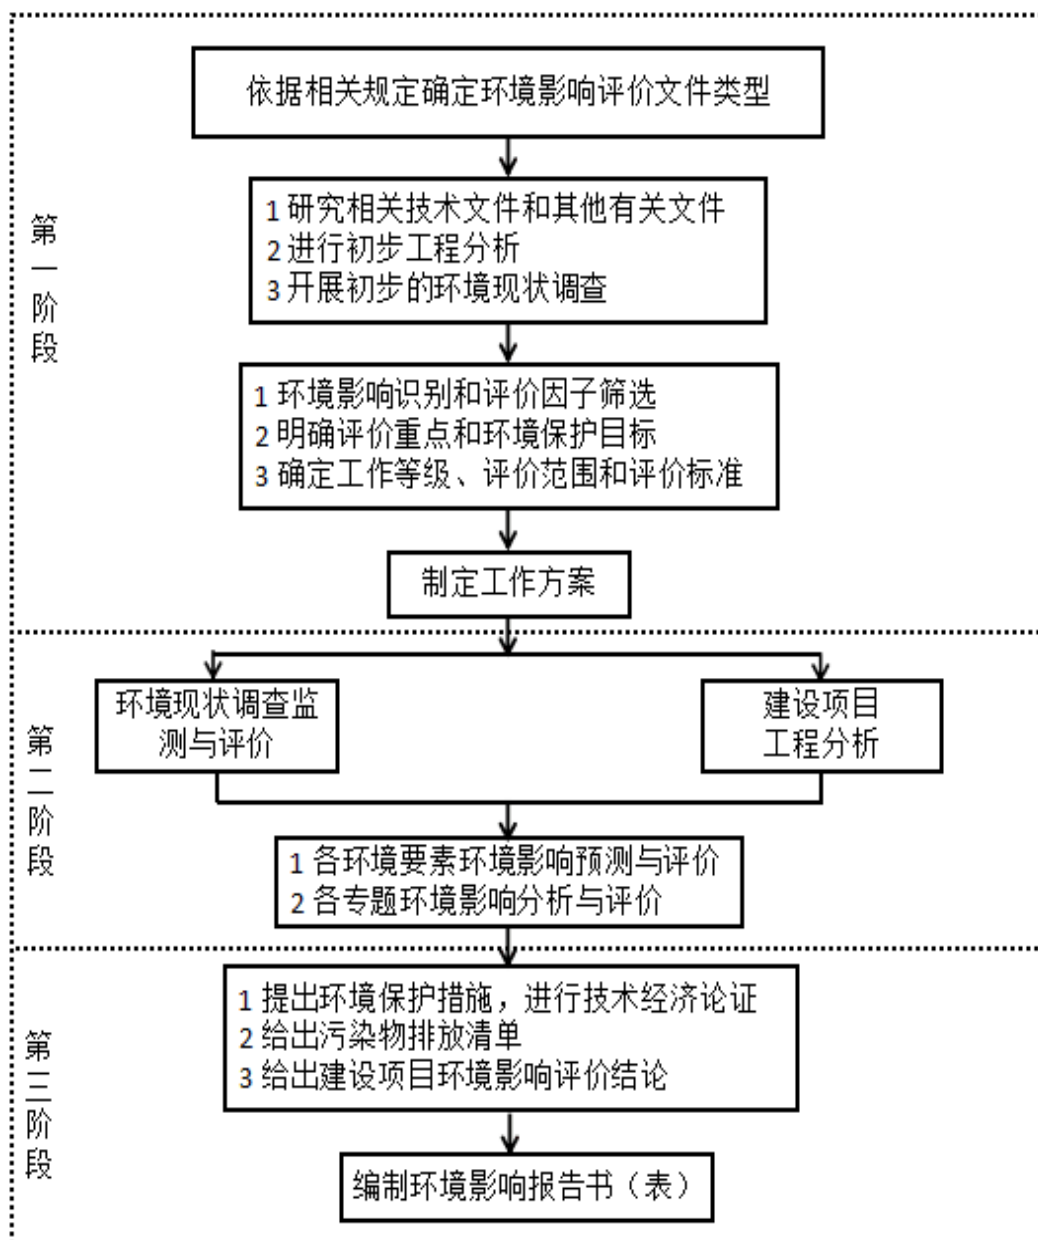 依据相关规定确定环境影响评价文件类型
第一阶段
1 研究相关技术文件和其他有关文件
2 进行初步工程分析
3 开展初步的环境现状调查
1 环境影响识别和评价因子筛选
2 明确评价重点和环境保护目标
3 确定工作等级、评价范围和评价标准
制定工作方案
第二阶段
环境现状调查监
测与评价
建设项目
工程分析
1 各环境要素环境影响预测与评价
2 各专题环境影响分析与评价
第三阶段
1 提出环境保护措施，进行技术经济论证
2 给出污染物排放清单
3 给出建设项目环境影响评价结论
编制环境影响报告书（表）